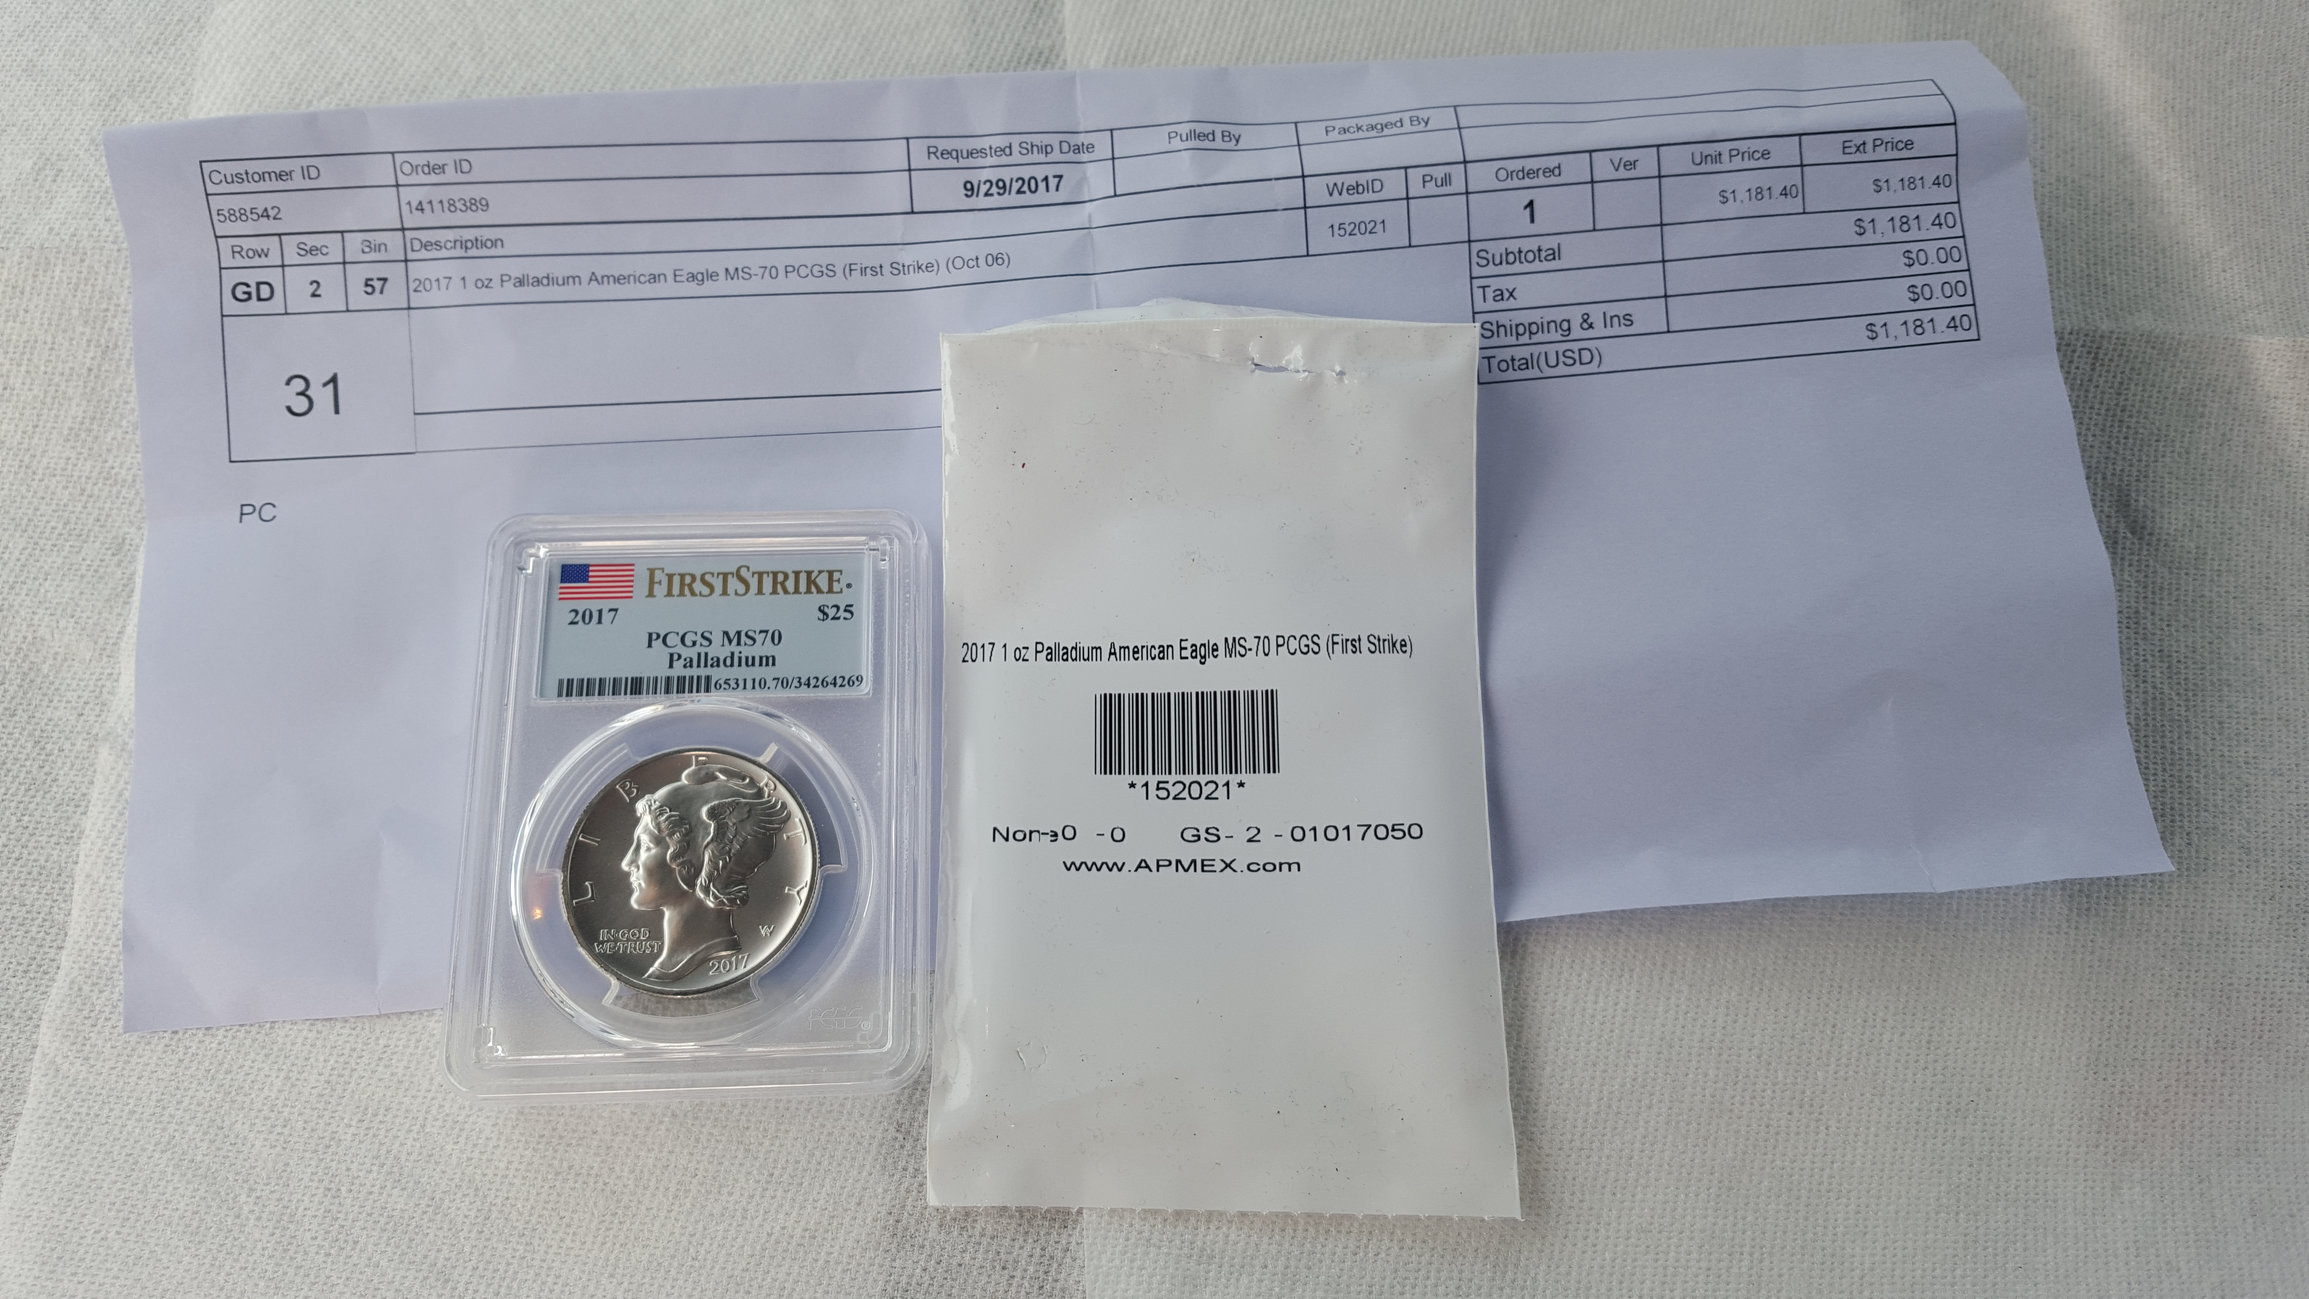 Customer ID
Order ID
Requested Ship Date
Pulled By
Packaged By
588542
14118389
9/29/2017
Row Sec Bin Description
WebID Pull Ordered Ver Unit Price Ext Price
GD 2 57 2017 1 oz Palladium American Eagle MS-70 PCGS (First Strike) (Oct 06)
152021 1 $1,181.40 $1,181.40
Subtotal $1,181.40
Tax $0.00
Shipping & Ins $0.00
Total(USD) $1,181.40
31
PC
FIRSTSTRIKE®
2017 $25
PCGS MS70
Palladium
653110.70/34264269
LIBERTY
IN·GOD
WE·TRUST
2017
PCGS
2017 1 oz Palladium American Eagle MS-70 PCGS (First Strike)
*152021*
-0 GS- 2 -01017050
www.APMEX.com